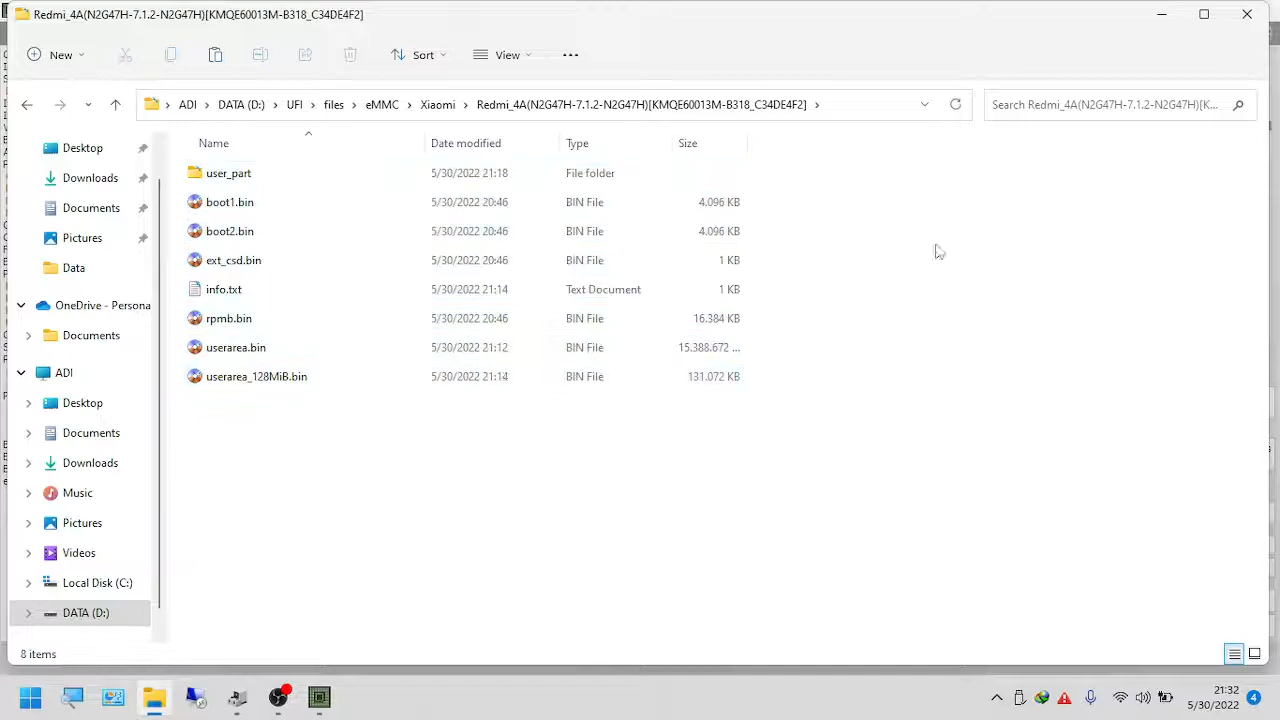 Redmi_4A(N2G47H-7.1.2-N2G47H)[KMQE60013M-B318_C34DE4F2]
New Sort View
ADI DATA (D:) UFI files eMMC Xiaomi Redmi_4A(N2G47H-7.1.2-N2G47H)[KMQE60013M-B318_C34DE4F2] Search Redmi_4A(N2G47H-7.1.2-N2G47H)[K...
Name Date modified Type Size
Desktop
Downloads
Documents
Pictures
Data
OneDrive - Persona
Documents
ADI
Desktop
Documents
Downloads
Music
Pictures
Videos
Local Disk (C:)
DATA (D:)
user_part 5/30/2022 21:18 File folder
boot1.bin 5/30/2022 20:46 BIN File 4.096 KB
boot2.bin 5/30/2022 20:46 BIN File 4.096 KB
ext_csd.bin 5/30/2022 20:46 BIN File 1 KB
info.txt 5/30/2022 21:14 Text Document 1 KB
rpmb.bin 5/30/2022 20:46 BIN File 16.384 KB
userarea.bin 5/30/2022 21:12 BIN File 15.388.672 ...
userarea_128MiB.bin 5/30/2022 21:14 BIN File 131.072 KB
8 items
21:32
5/30/2022
4